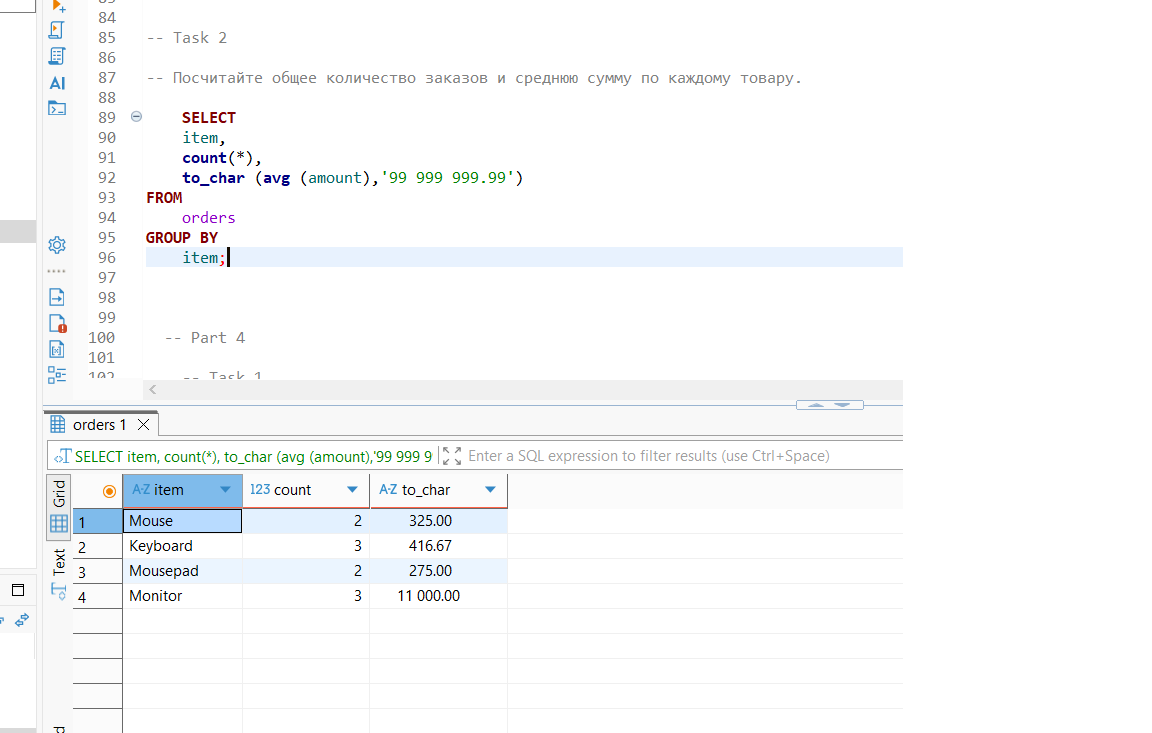 84
85 -- Task 2
86
87 -- Посчитайте общее количество заказов и среднюю сумму по каждому товару.
88
89 SELECT
90 item,
91 count(*),
92 to_char (avg (amount),'99 999 999.99')
93 FROM
94 orders
95 GROUP BY
96 item;
97
98
99
100 -- Part 4
101
102 -- Task 1
AI
orders 1
SELECT item, count(*), to_char (avg (amount),'99 999 9
Enter a SQL expression to filter results (use Ctrl+Space)
Grid
Text
A-Z item 123 count A-Z to_char
1 Mouse 2 325.00
2 Keyboard 3 416.67
3 Mousepad 2 275.00
4 Monitor 3 11 000.00